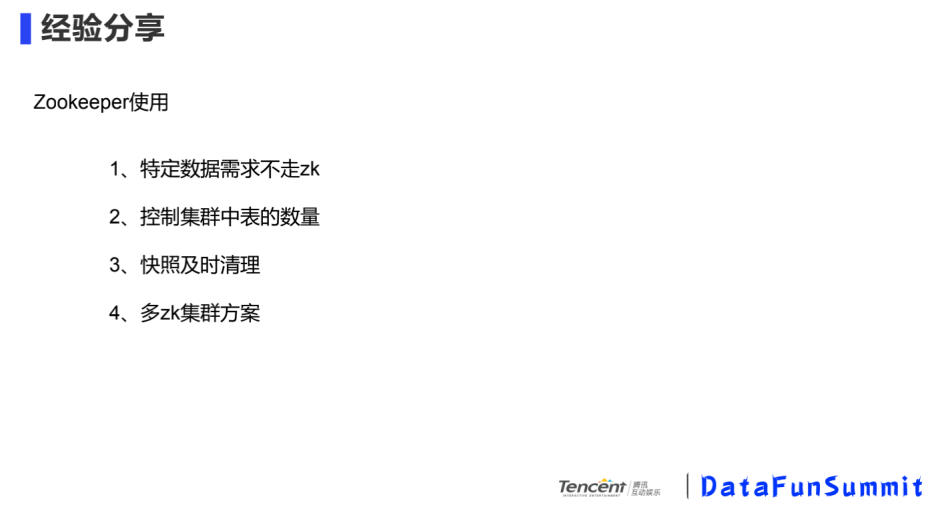 经验分享
Zookeeper使用
1、特定数据需求不走zk
2、控制集群中表的数量
3、快照及时清理
4、多zk集群方案
Tencent 腾讯
INTERACTIVE ENTERTAINMENT 互动娱乐
DataFunSummit